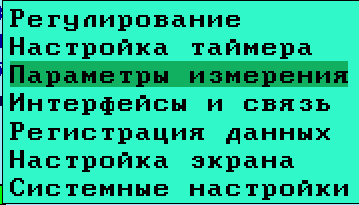 Регулирование
Настройка таймера
Параметры измерения
Интерфейсы и связь
Регистрация данных
Настройка экрана
Системные настройки